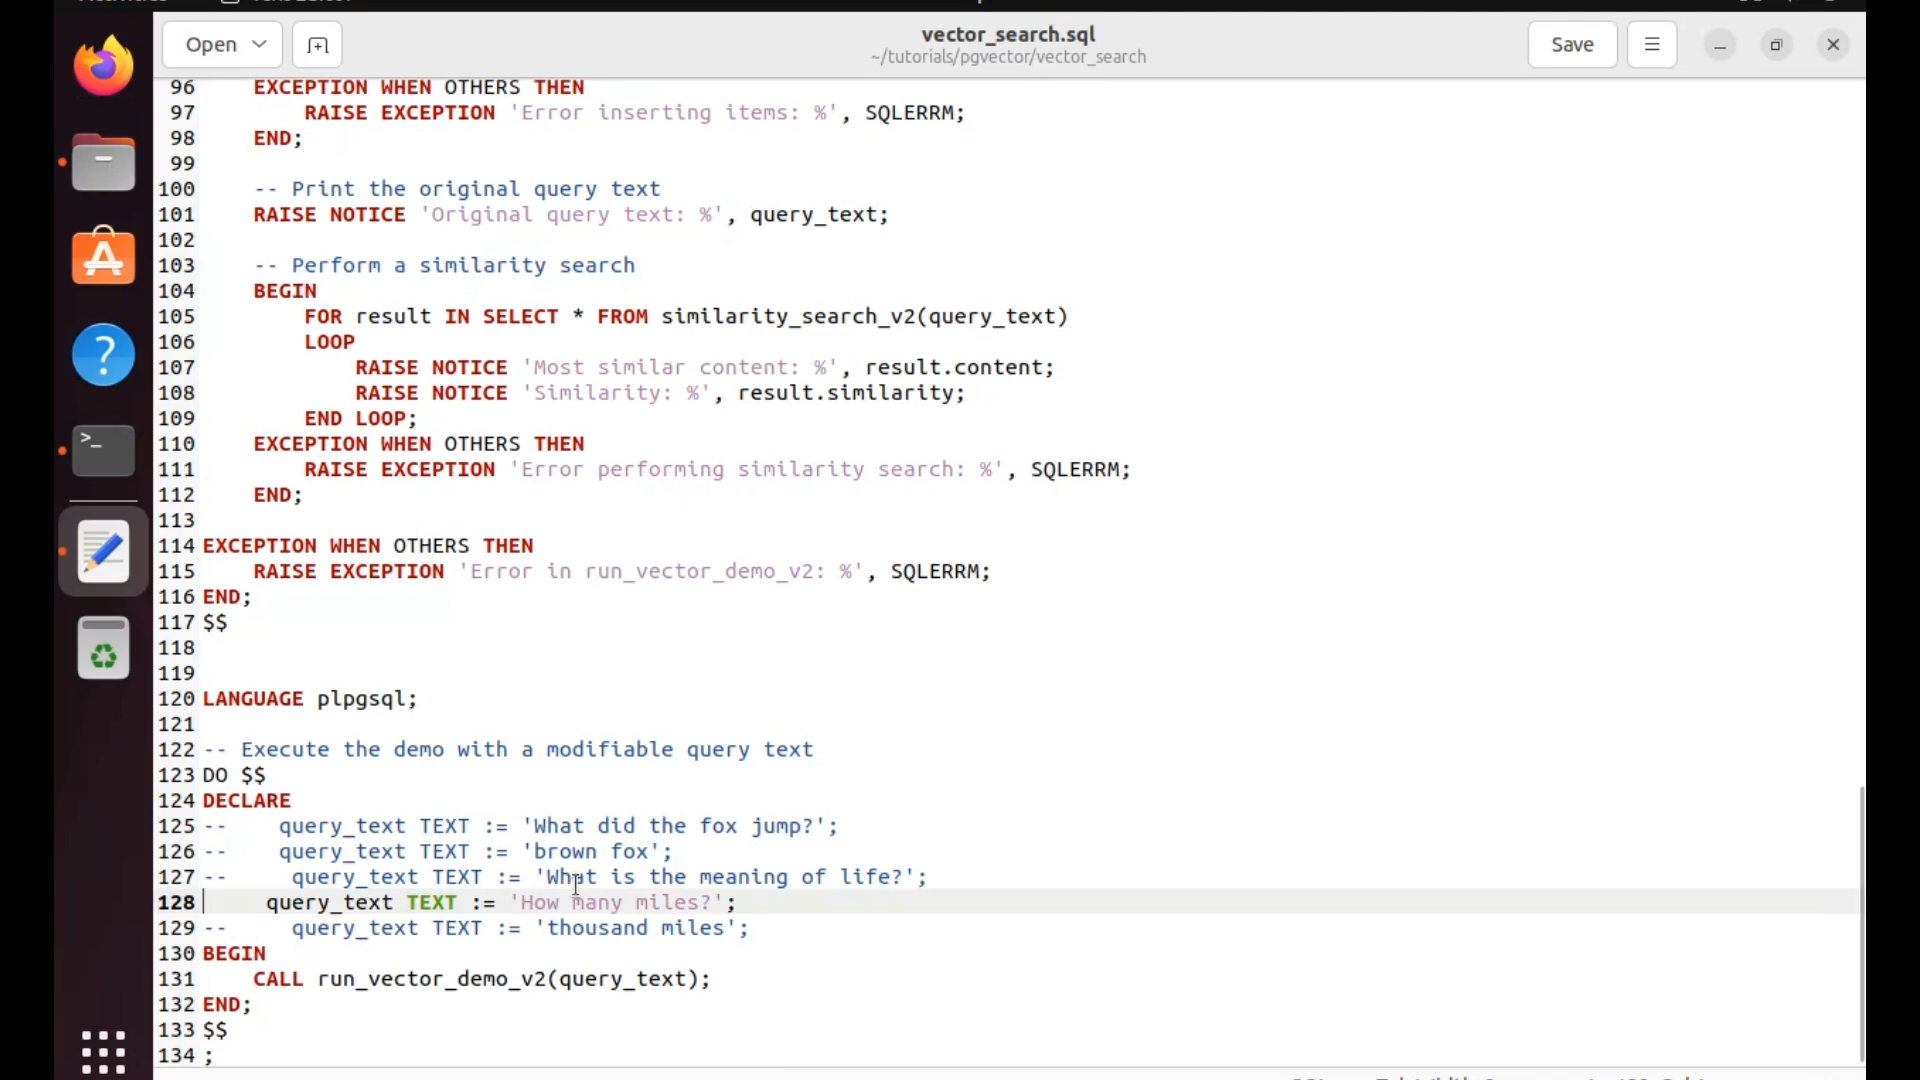 Open
vector_search.sql
~/tutorials/pgvector/vector_search
Save
96     EXCEPTION WHEN OTHERS THEN
97         RAISE EXCEPTION 'Error inserting items: %', SQLERRM;
98     END;
99
100     -- Print the original query text
101     RAISE NOTICE 'Original query text: %', query_text;
102
103     -- Perform a similarity search
104     BEGIN
105         FOR result IN SELECT * FROM similarity_search_v2(query_text)
106         LOOP
107             RAISE NOTICE 'Most similar content: %', result.content;
108             RAISE NOTICE 'Similarity: %', result.similarity;
109         END LOOP;
110     EXCEPTION WHEN OTHERS THEN
111         RAISE EXCEPTION 'Error performing similarity search: %', SQLERRM;
112     END;
113
114 EXCEPTION WHEN OTHERS THEN
115     RAISE EXCEPTION 'Error in run_vector_demo_v2: %', SQLERRM;
116 END;
117 $$
118
119
120 LANGUAGE plpgsql;
121
122 -- Execute the demo with a modifiable query text
123 DO $$
124 DECLARE
125 --    query_text TEXT := 'What did the fox jump?';
126 --    query_text TEXT := 'brown fox';
127 --     query_text TEXT := 'What is the meaning of life?';
128      query_text TEXT := 'How many miles?';
129 --     query_text TEXT := 'thousand miles';
130 BEGIN
131     CALL run_vector_demo_v2(query_text);
132 END;
133 $$
134 ;